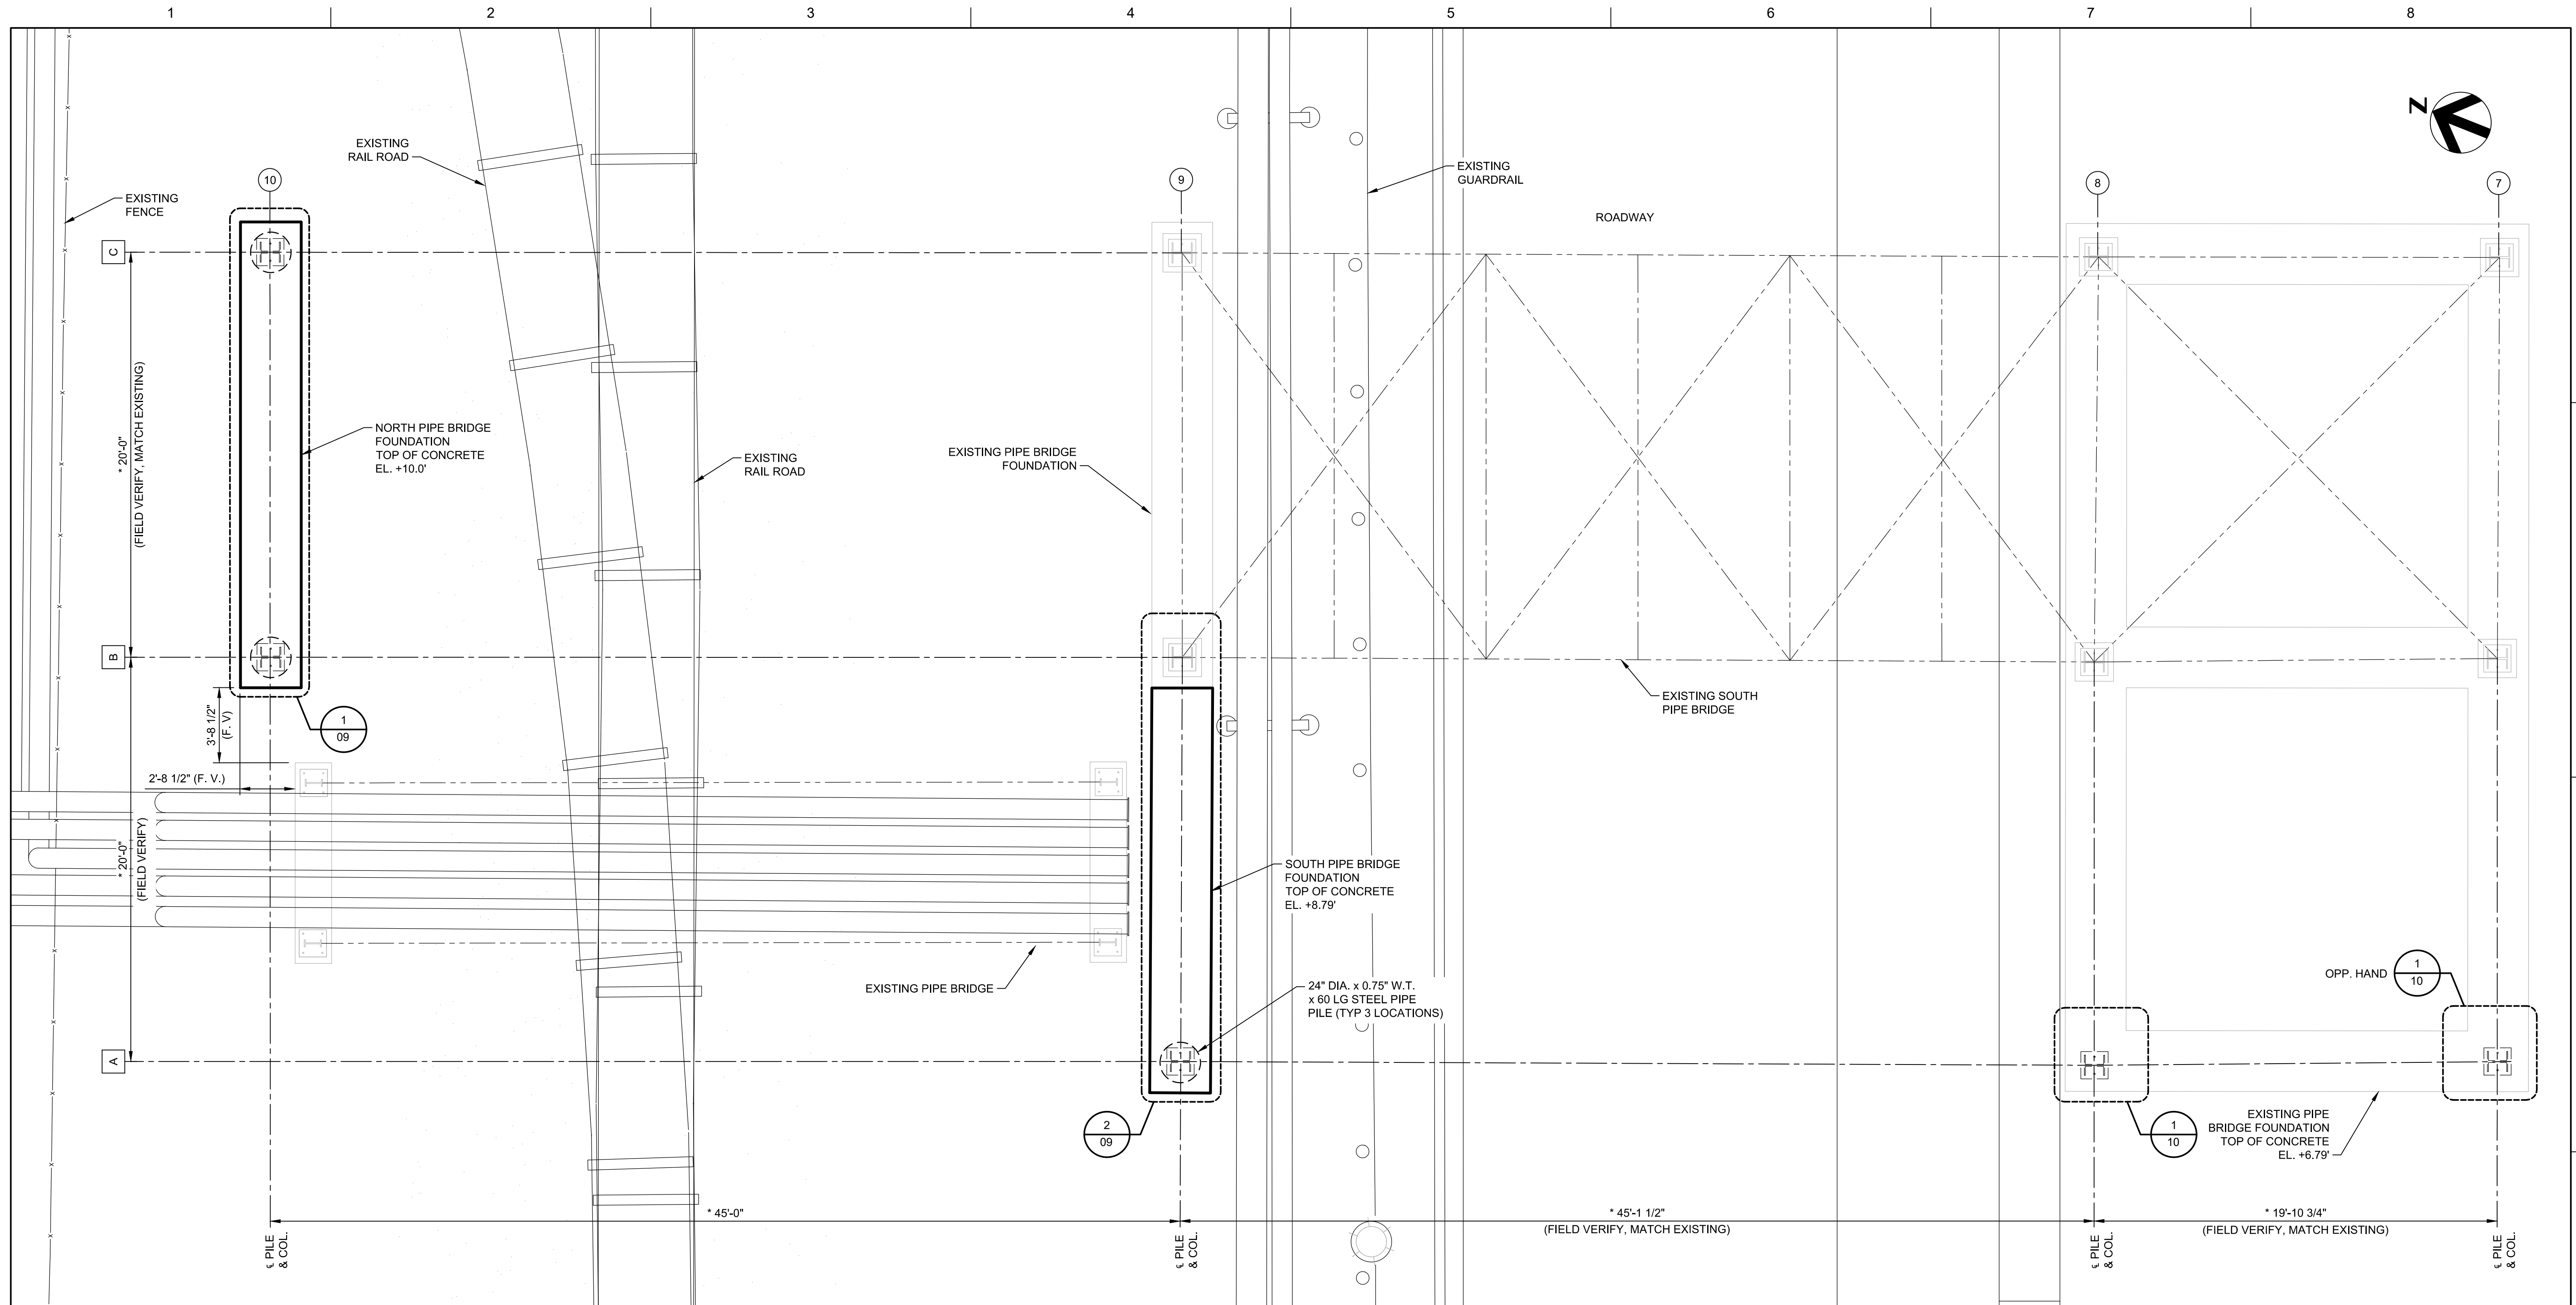 1
2
3
4
5
6
7
8
N
EXISTING
RAIL ROAD
EXISTING
FENCE
10
9
EXISTING
GUARDRAIL
ROADWAY
8
7
C
* 20'-0"
(FIELD VERIFY, MATCH EXISTING)
NORTH PIPE BRIDGE
FOUNDATION
TOP OF CONCRETE
EL. +10.0'
EXISTING
RAIL ROAD
EXISTING PIPE BRIDGE
FOUNDATION
B
EXISTING SOUTH
PIPE BRIDGE
3'-8 1/2"
(F. V)
1
09
2'-8 1/2" (F. V.)
* 20'-0"
(FIELD VERIFY)
SOUTH PIPE BRIDGE
FOUNDATION
TOP OF CONCRETE
EL. +8.79'
EXISTING PIPE BRIDGE
24" DIA. x 0.75" W.T.
x 60 LG STEEL PIPE
PILE (TYP 3 LOCATIONS)
OPP. HAND
1
10
A
2
09
1
10
EXISTING PIPE
BRIDGE FOUNDATION
TOP OF CONCRETE
EL. +6.79'
* 45'-0"
* 45'-1 1/2"
(FIELD VERIFY, MATCH EXISTING)
* 19'-10 3/4"
(FIELD VERIFY, MATCH EXISTING)
℄ PILE
& COL.
℄ PILE
& COL.
℄ PILE
& COL.
℄ PILE
& COL.